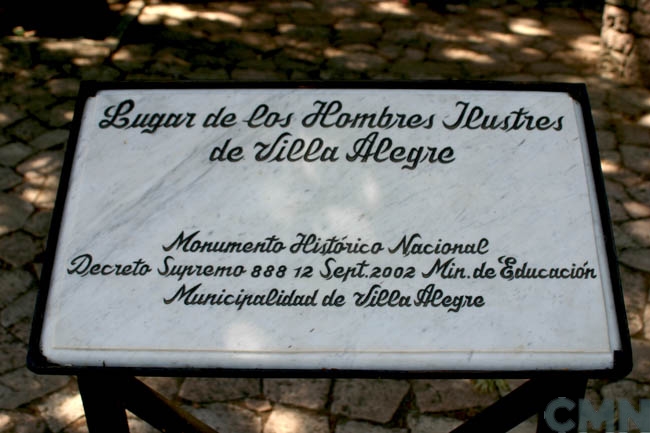 Lugar de los Hombres Ilustres
de Villa Alegre
Monumento Histórico Nacional
Decreto Supremo 888 12 Sept. 2002 Min. de Educación
Municipalidad de Villa Alegre
CMN